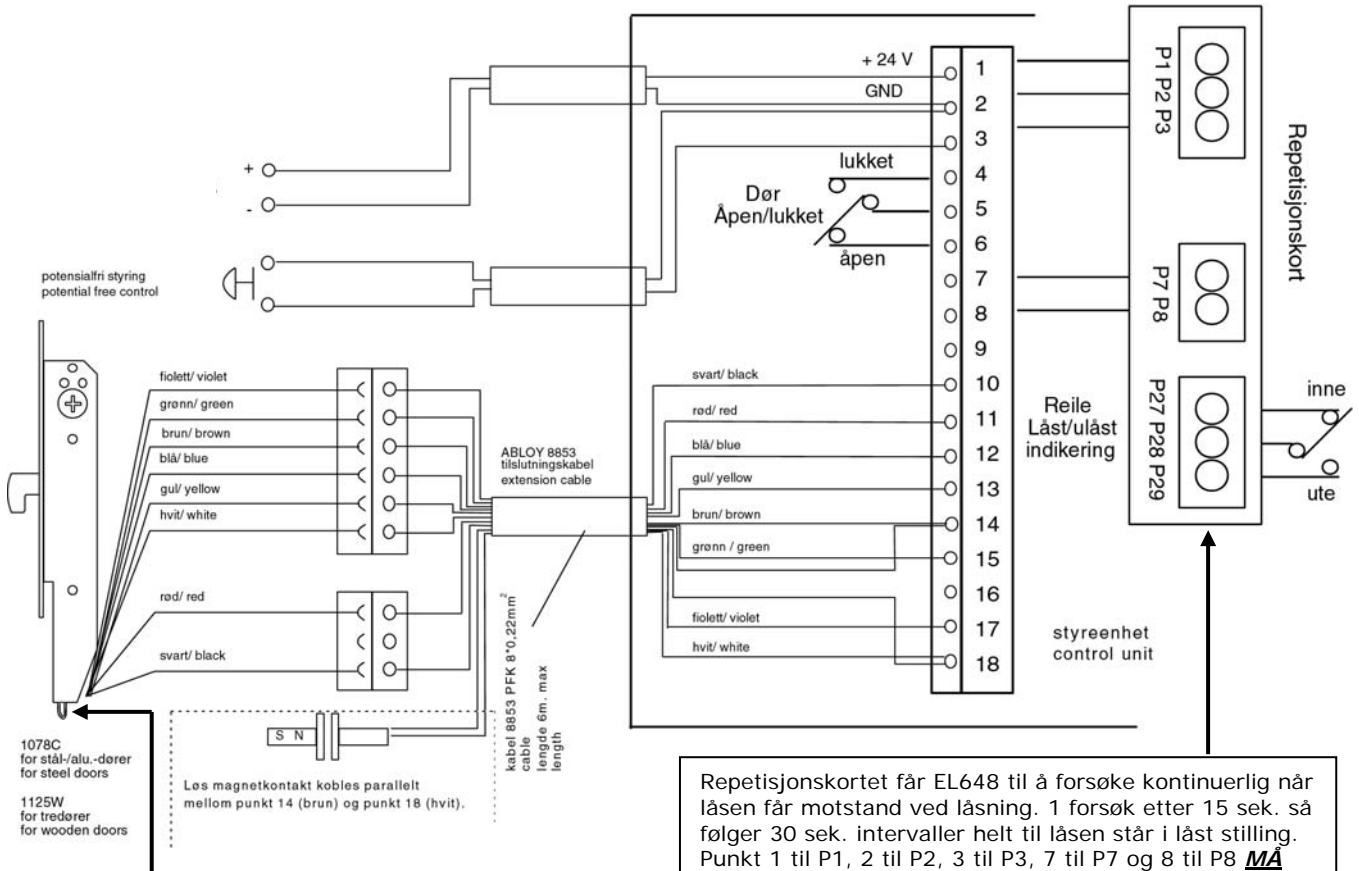 + 24 V
GND
1
2
3
4
5
6
7
8
9
10
11
12
13
14
15
16
17
18
P1 P2 P3
P7 P8
P27 P28 P29
Repetisjonskort
lukket
Dør
Åpen/lukket
åpen
+
-
potensialfri styring
potential free control
fiolett/ violet
grønn/ green
brun/ brown
blå/ blue
gul/ yellow
hvit/ white
rød/ red
svart/ black
ABLOY 8853
tilslutningskabel
extension cable
svart/ black
rød/ red
blå/ blue
gul/ yellow
brun/ brown
grønn / green
fiolett/ violet
hvit/ white
Reile
Låst/ulåst
indikering
inne
ute
styreenhet
control unit
kabel 8853 PFK 8*0,22mm²
cable
lengde 6m. max
length
S N
Løs magnetkontakt kobles parallelt
mellom punkt 14 (brun) og punkt 18 (hvit).
1078C
for stål-/alu.-dører
for steel doors
1125W
for tredører
for wooden doors
Repetisjonskortet får EL648 til å forsøke kontinuerlig når
låsen får motstand ved låsning. 1 forsøk etter 15 sek. så
følger 30 sek. intervaller helt til låsen står i låst stilling.
Punkt 1 til P1, 2 til P2, 3 til P3, 7 til P7 og 8 til P8 MÅ